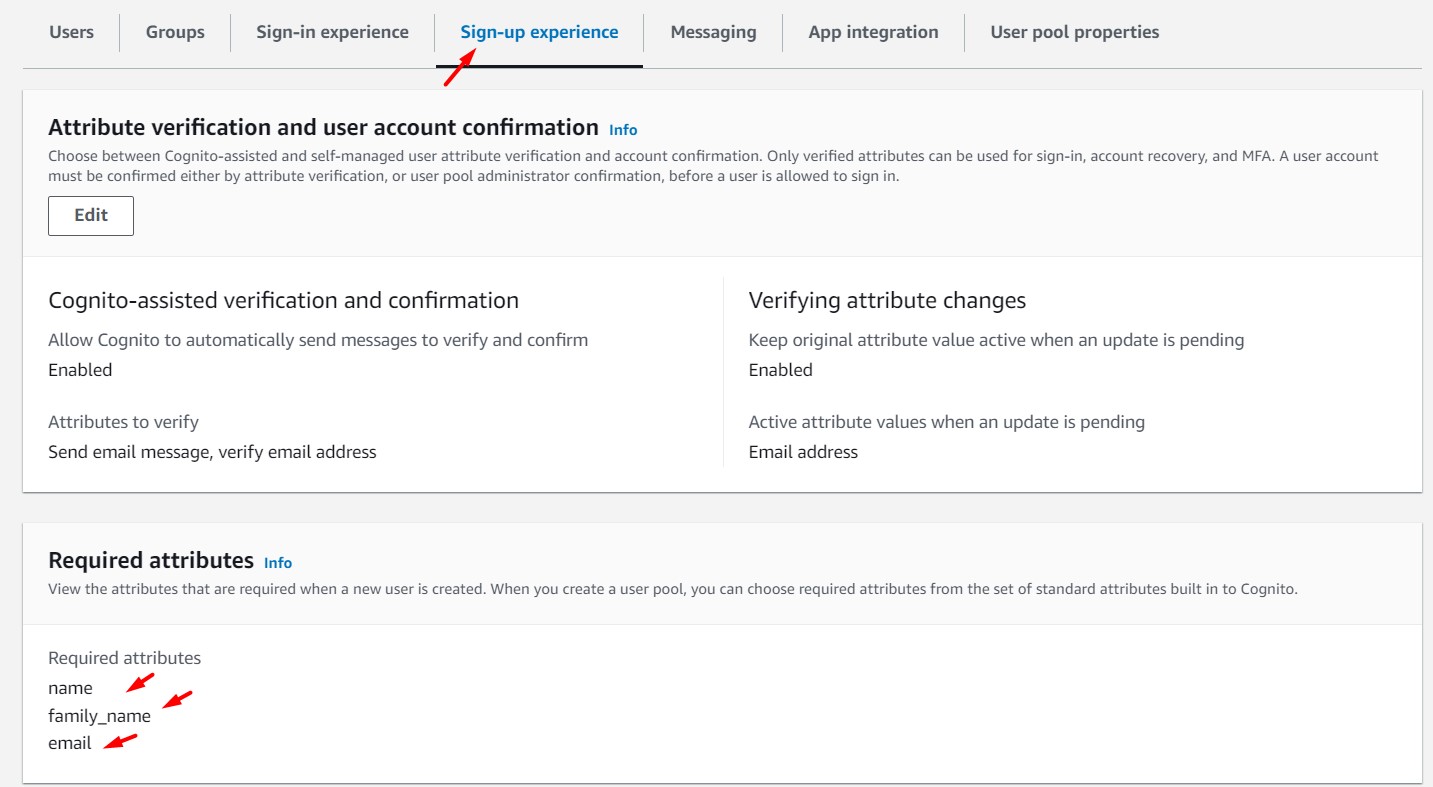 Users
Groups
Sign-in experience
Sign-up experience
Messaging
App integration
User pool properties
Attribute verification and user account confirmation Info
Choose between Cognito-assisted and self-managed user attribute verification and account confirmation. Only verified attributes can be used for sign-in, account recovery, and MFA. A user account
must be confirmed either by attribute verification, or user pool administrator confirmation, before a user is allowed to sign in.
Edit
Cognito-assisted verification and confirmation
Allow Cognito to automatically send messages to verify and confirm
Enabled
Attributes to verify
Send email message, verify email address
Verifying attribute changes
Keep original attribute value active when an update is pending
Enabled
Active attribute values when an update is pending
Email address
Required attributes Info
View the attributes that are required when a new user is created. When you create a user pool, you can choose required attributes from the set of standard attributes built in to Cognito.
Required attributes
name
family_name
email